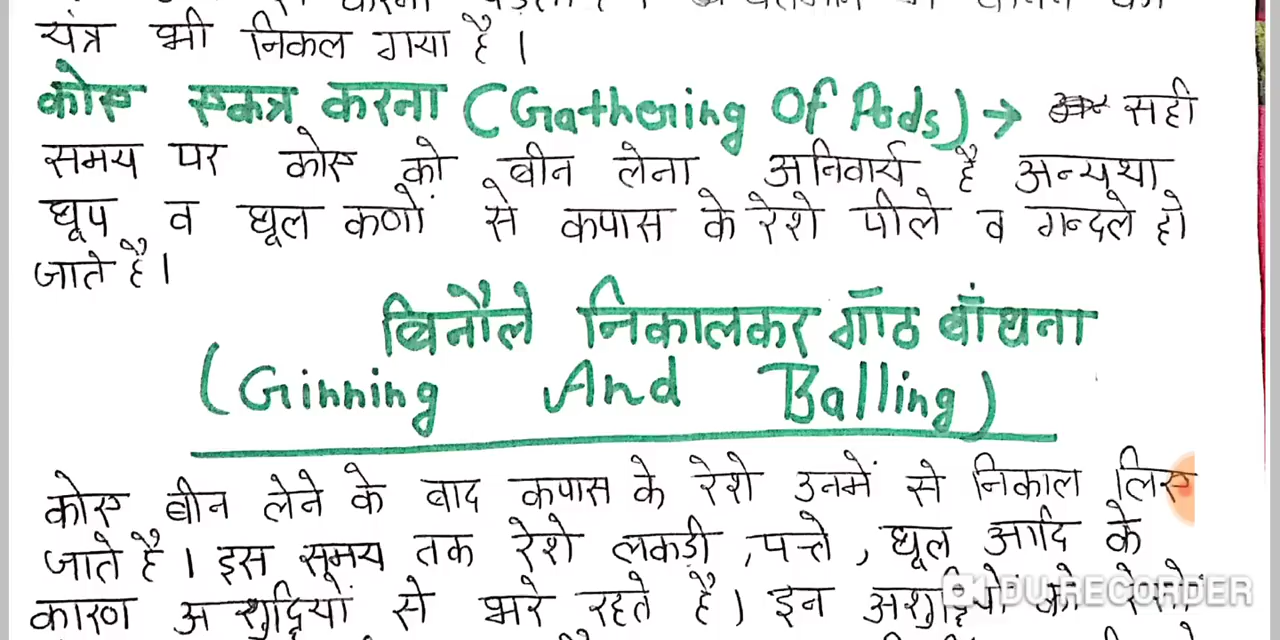 यंत्र भी निकल गया है।
कोए एकत्र करना (Gathering Of Pods) → सही
समय पर कोए को बीन लेना अनिवार्य है अन्यथा
धूप व धूल कणों से कपास के रेशे पीले व गन्दले हो
जाते है।
बिनौले निकालकर गाँठ बाँधना
(Ginning And Balling)
कोए बीन लेने के बाद कपास के रेशे उनमें से निकाल लिए
जाते है। इस समय तक रेशे लकड़ी, पत्ते, धूल आदि के
कारण अशुद्वियों से भरे रहते है। इन अशुद्वियों को रेशों
DU RECORDER